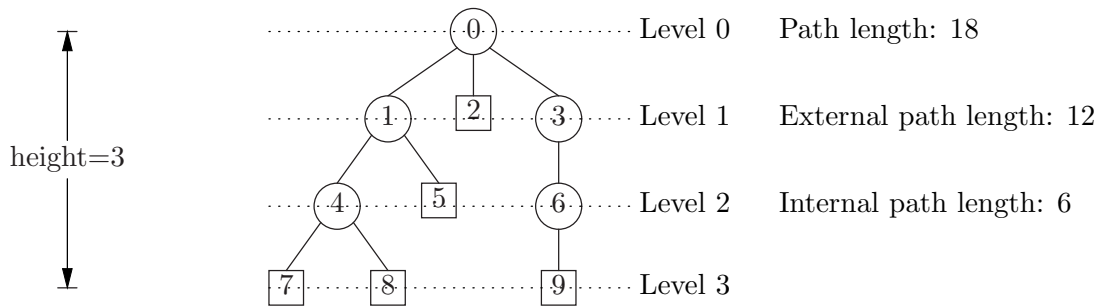 0 Level 0 Path length: 18
1 2 3 Level 1 External path length: 12
height=3
4 5 6 Level 2 Internal path length: 6
7 8 9 Level 3